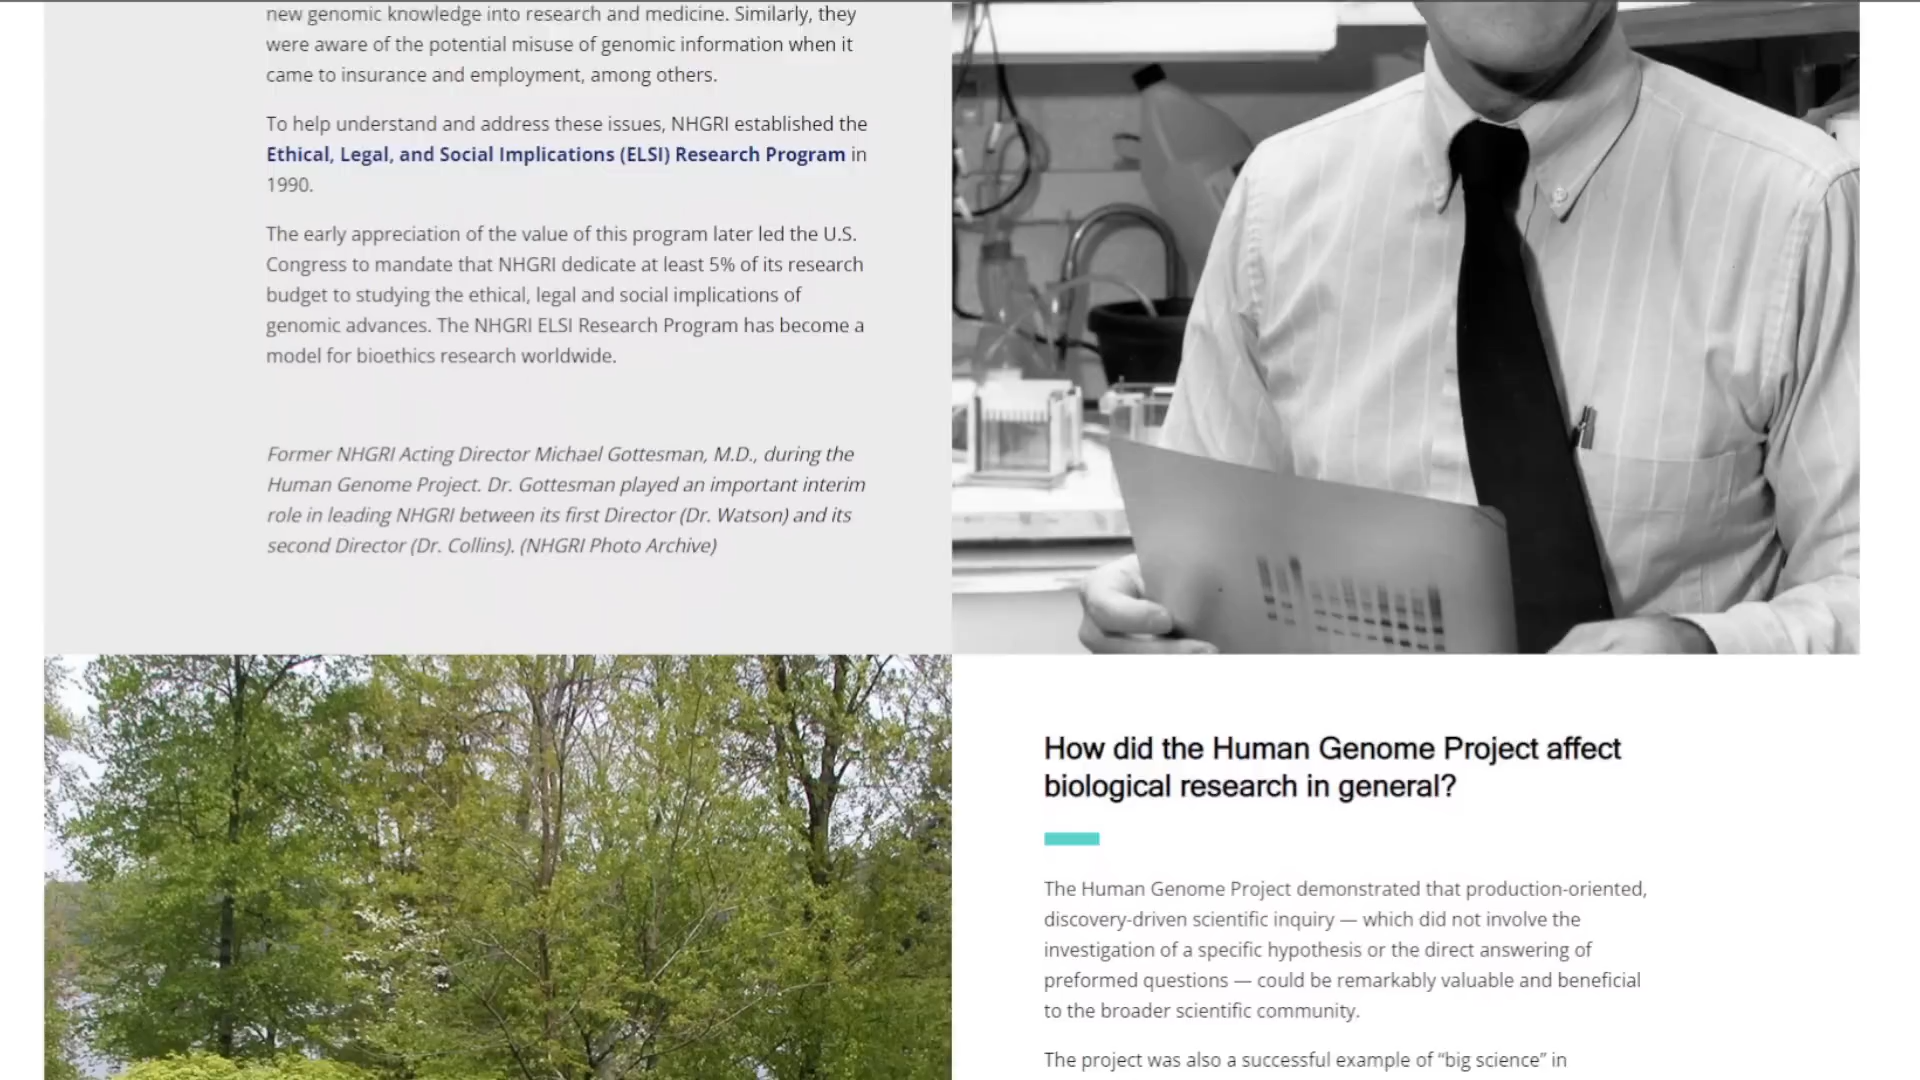 new genomic knowledge into research and medicine. Similarly, they
were aware of the potential misuse of genomic information when it
came to insurance and employment, among others.
To help understand and address these issues, NHGRI established the
Ethical, Legal, and Social Implications (ELSI) Research Program in
1990.
The early appreciation of the value of this program later led the U.S.
Congress to mandate that NHGRI dedicate at least 5% of its research
budget to studying the ethical, legal and social implications of
genomic advances. The NHGRI ELSI Research Program has become a
model for bioethics research worldwide.
Former NHGRI Acting Director Michael Gottesman, M.D., during the
Human Genome Project. Dr. Gottesman played an important interim
role in leading NHGRI between its first Director (Dr. Watson) and its
second Director (Dr. Collins). (NHGRI Photo Archive)
How did the Human Genome Project affect
biological research in general?
The Human Genome Project demonstrated that production-oriented,
discovery-driven scientific inquiry — which did not involve the
investigation of a specific hypothesis or the direct answering of
preformed questions — could be remarkably valuable and beneficial
to the broader scientific community.
The project was also a successful example of “big science” in